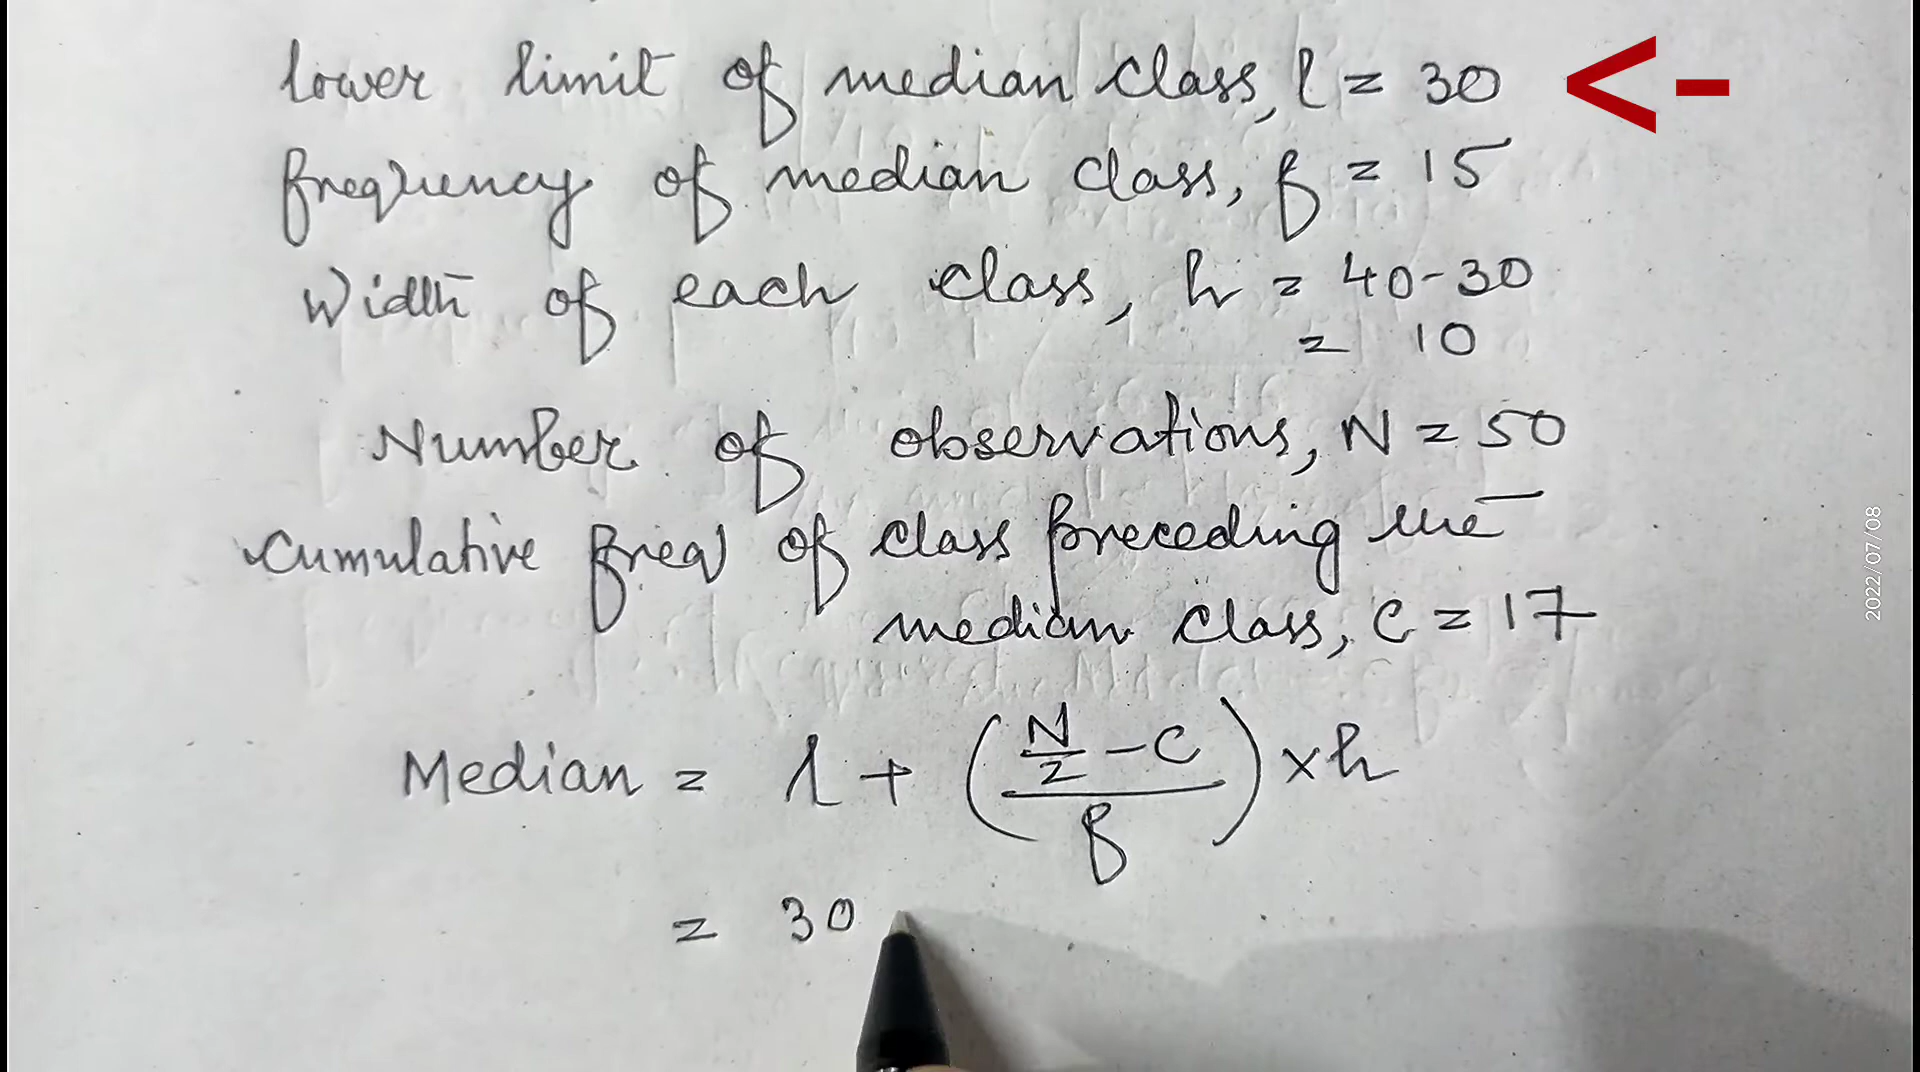 lower limit of median class, l = 30 <-
frequency of median class, f = 15
Width of each class, h = 40-30
= 10
Number of observations, N = 50
Cumulative freq of class preceding the
median class, C = 17
Median = l + ( (N/2 - C) / f ) × h
= 30
2022/07/08